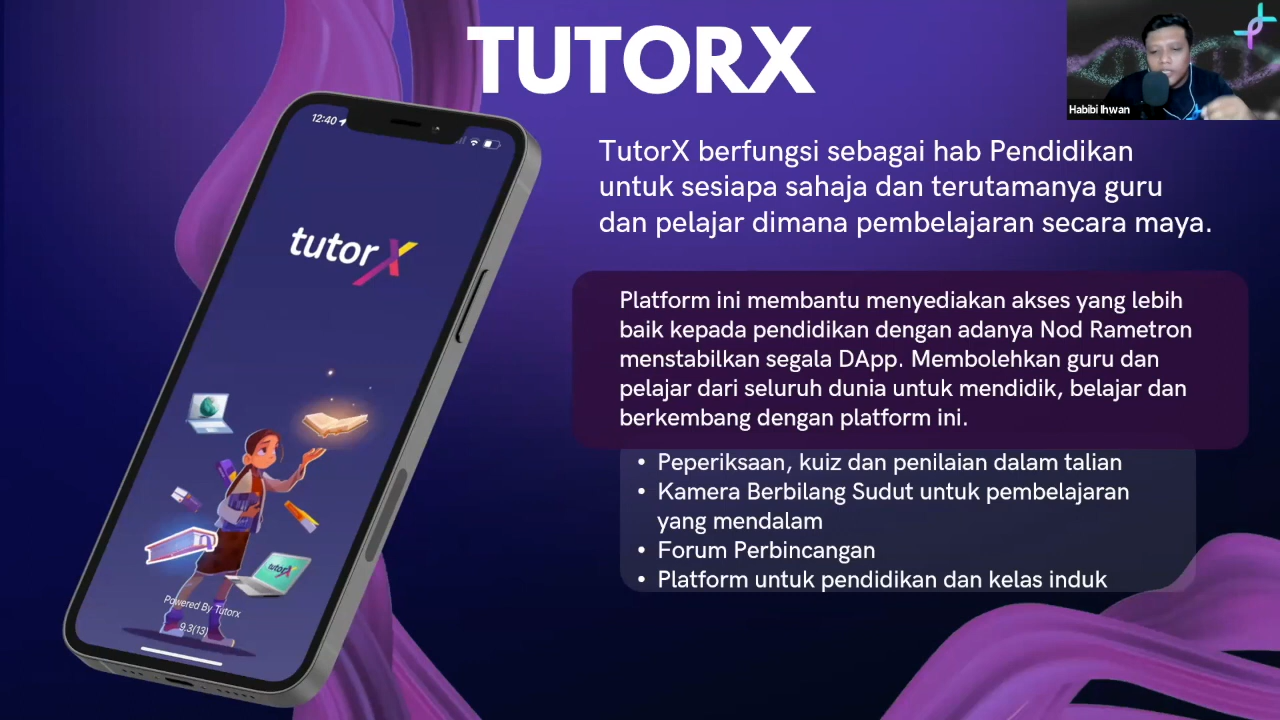 TUTORX
Habibi Ihwan
12:40
tutorX
TutorX berfungsi sebagai hab Pendidikan
untuk sesiapa sahaja dan terutamanya guru
dan pelajar dimana pembelajaran secara maya.
Platform ini membantu menyediakan akses yang lebih
baik kepada pendidikan dengan adanya Nod Rametron
menstabilkan segala DApp. Membolehkan guru dan
pelajar dari seluruh dunia untuk mendidik, belajar dan
berkembang dengan platform ini.
• Peperiksaan, kuiz dan penilaian dalam talian
• Kamera Berbilang Sudut untuk pembelajaran
yang mendalam
• Forum Perbincangan
• Platform untuk pendidikan dan kelas induk
tutorX
Powered By Tutorx
9.3(13)